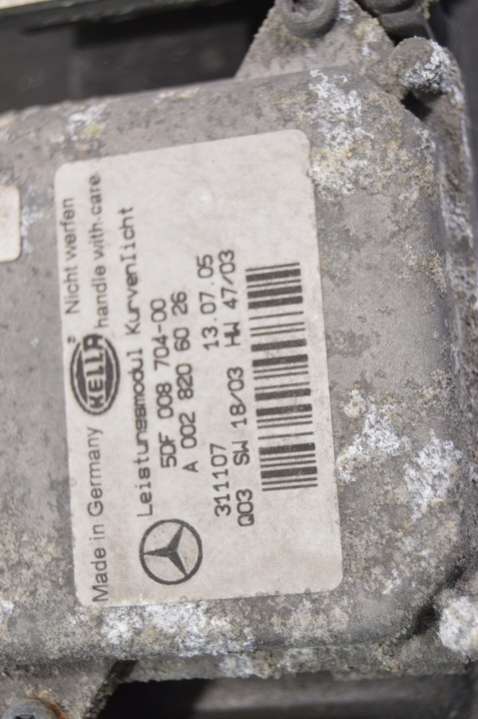 Nicht werfen
Made in Germany HELLA handle with care
Leistungsmodul Kurvenlicht
5DF 008 704-00
A 002 820 60 26
311107 13.07.05
Q03 SW 18/03 HW 47/03